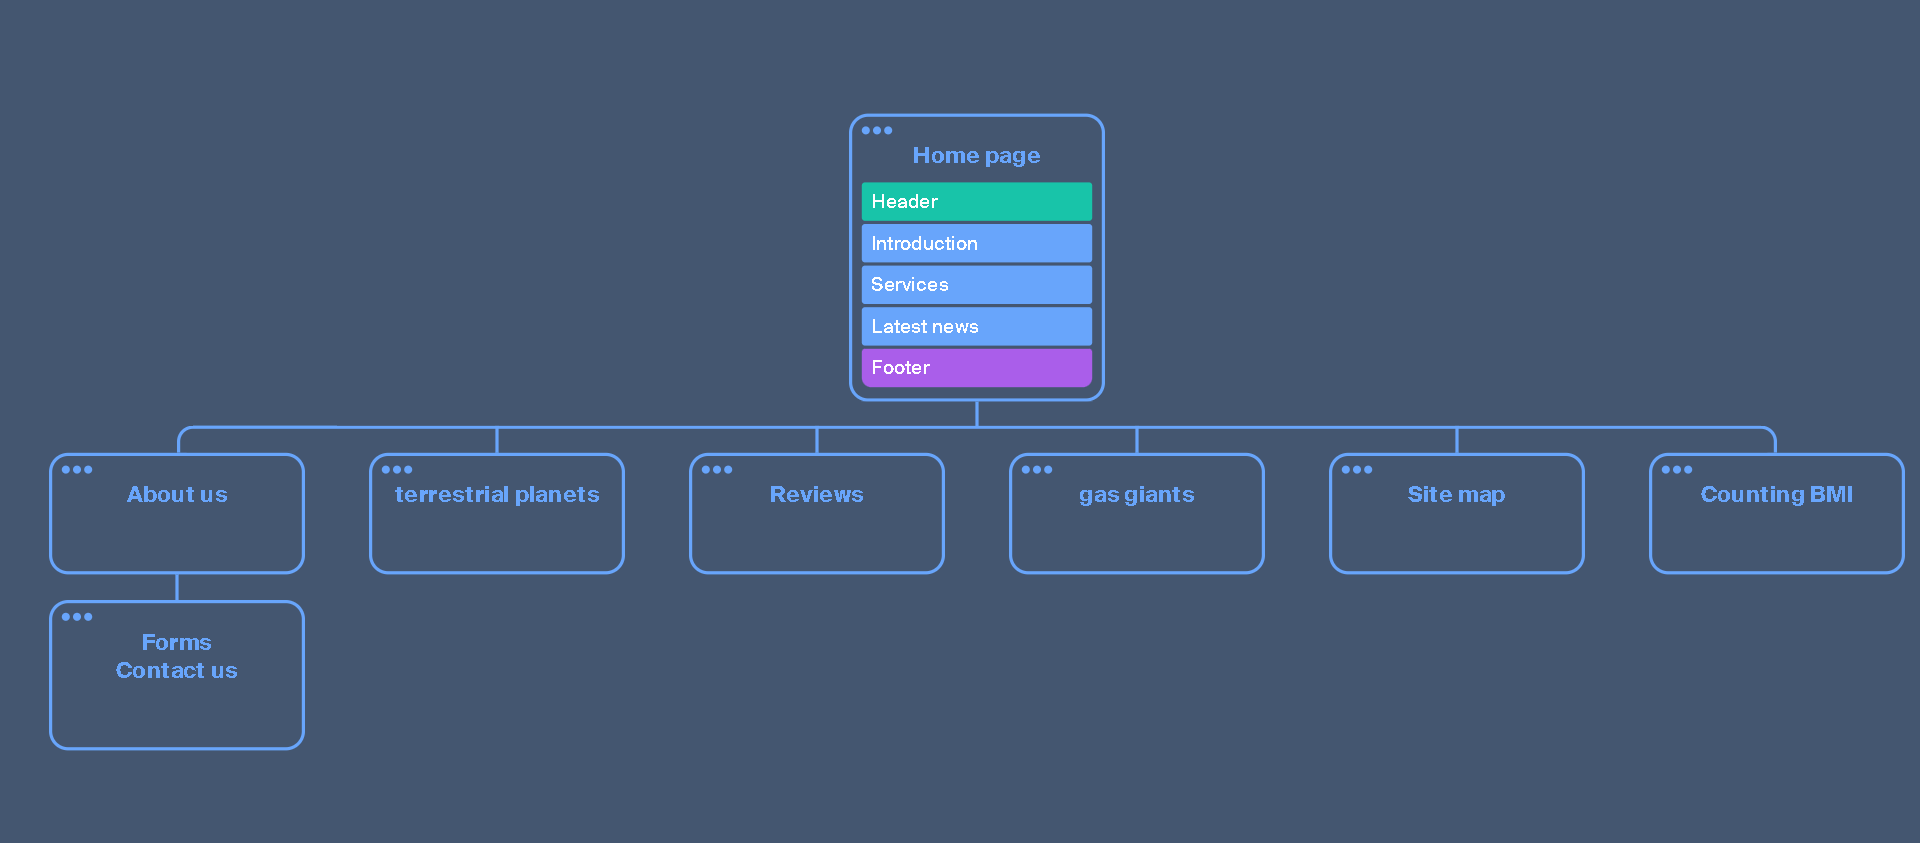 Home page
Header
Introduction
Services
Latest news
Footer
About us
terrestrial planets
Reviews
gas giants
Site map
Counting BMI
Forms
Contact us